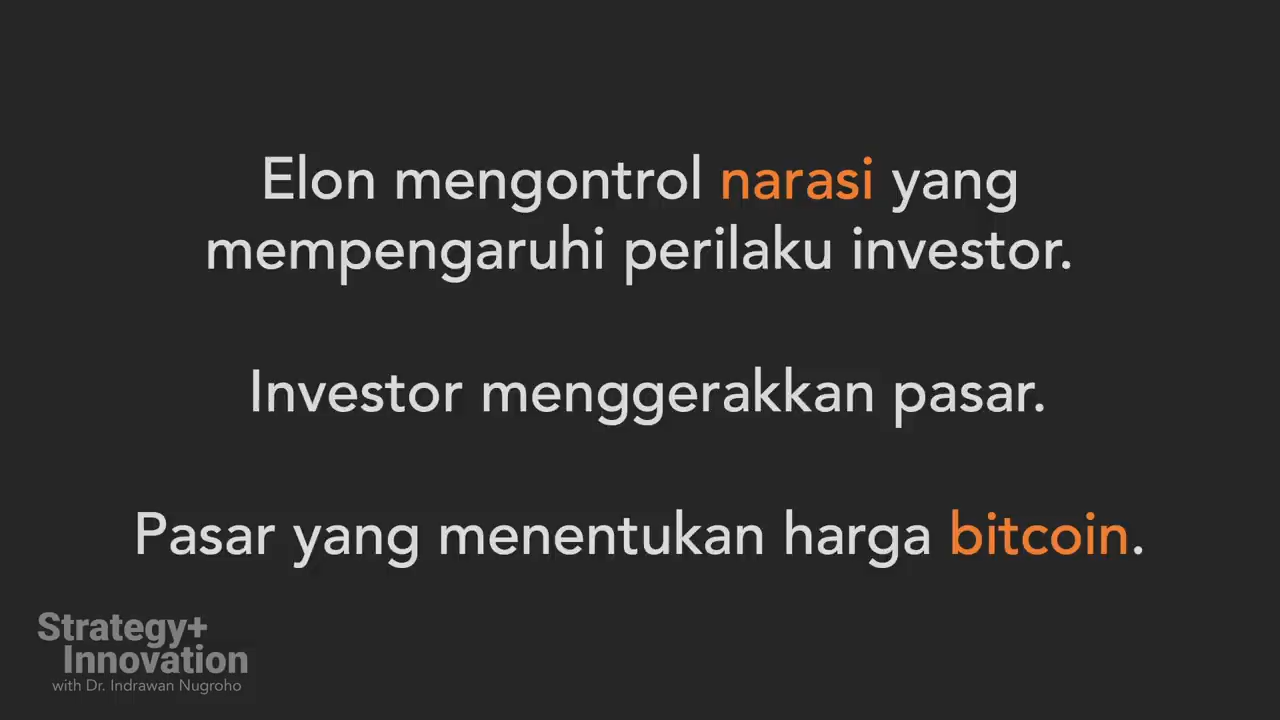 Elon mengontrol narasi yang
mempengaruhi perilaku investor.
Investor menggerakkan pasar.
Pasar yang menentukan harga bitcoin.
Strategy+
Innovation
with Dr. Indrawan Nugroho